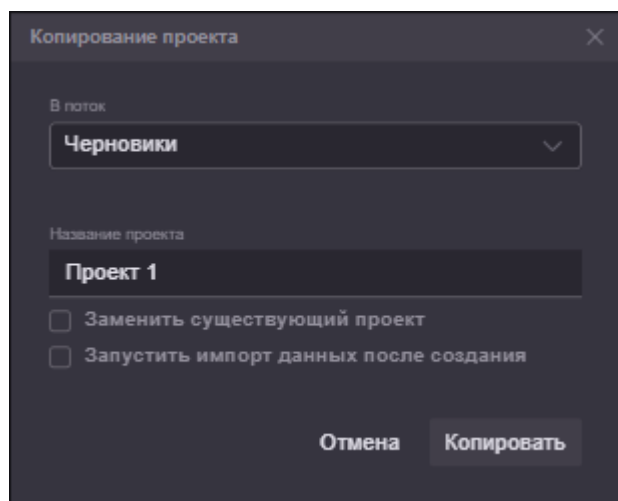 Копирование проекта
В поток
Черновики
Название проекта
Проект 1
Заменить существующий проект
Запустить импорт данных после создания
Отмена Копировать